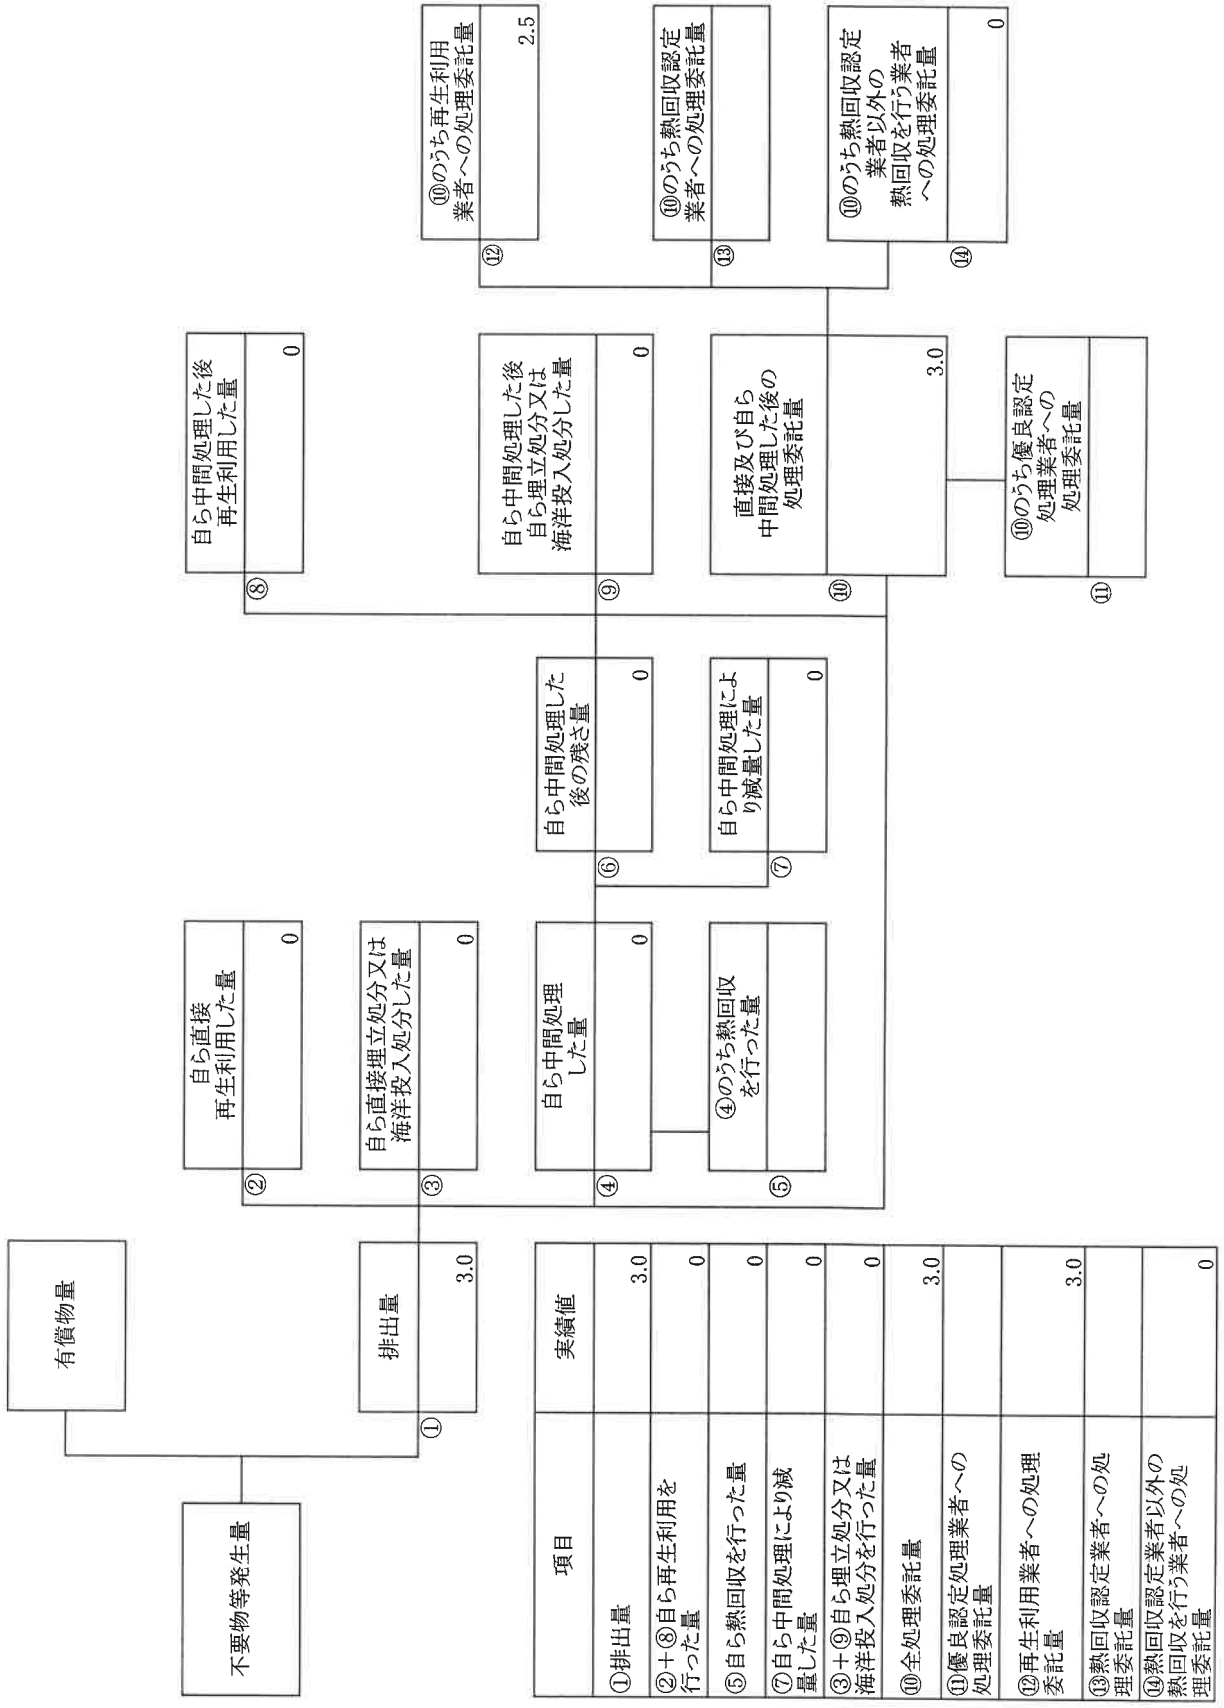 有償物量
不要物等発生量
排出量
①
3.0
自ら直接
再生利用した量
②
0
自ら直接埋立処分又は
海洋投入処分した量
③
0
自ら中間処理
した量
④
0
④のうち熱回収
を行った量
⑤
自ら中間処理した
後の残さ量
⑥
0
自ら中間処理によ
り減量した量
⑦
0
自ら中間処理した後
再生利用した量
⑧
0
自ら中間処理した後
自ら埋立処分又は
海洋投入処分した量
⑨
0
直接及び自ら
中間処理した後の
処理委託量
⑩
3.0
⑩のうち優良認定
処理業者への
処理委託量
⑪
⑩のうち再生利用
業者への処理委託量
⑫
2.5
⑩のうち熱回収認定
業者への処理委託量
⑬
⑩のうち熱回収認定
業者以外の
熱回収を行う業者
への処理委託量
⑭
0
項目
実績値
①排出量
3.0
②+⑧自ら再生利用を
行った量
0
⑤自ら熱回収を行った量
0
⑦自ら中間処理により減
量した量
0
③+⑨自ら埋立処分又は
海洋投入処分を行った量
0
⑩全処理委託量
3.0
⑪優良認定処理業者への
処理委託量
⑫再生利用業者への処理
委託量
3.0
⑬熱回収認定業者への処
理委託量
⑭熱回収認定業者以外の
熱回収を行う業者への処
理委託量
0